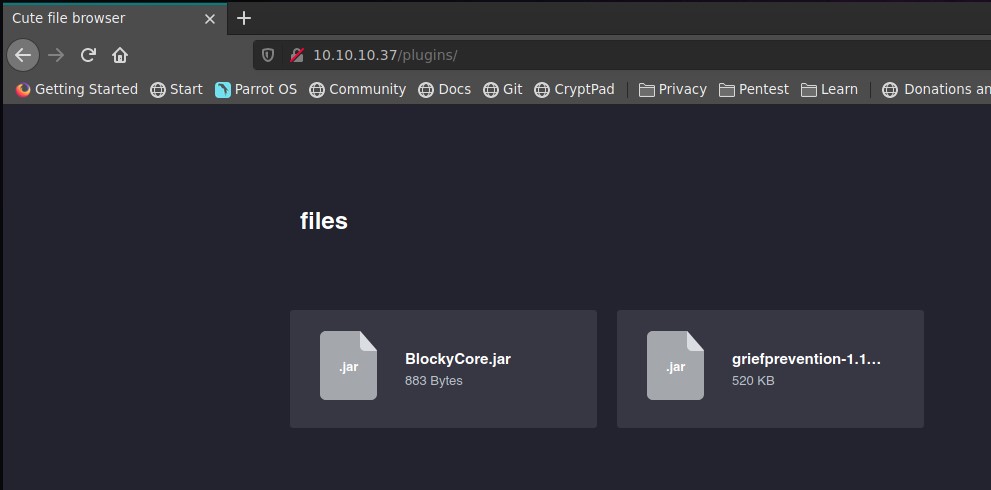 Cute file browser
10.10.10.37/plugins/
Getting Started Start Parrot OS Community Docs Git CryptPad Privacy Pentest Learn Donations an
files
.jar BlockyCore.jar
883 Bytes
.jar griefprevention-1.1...
520 KB